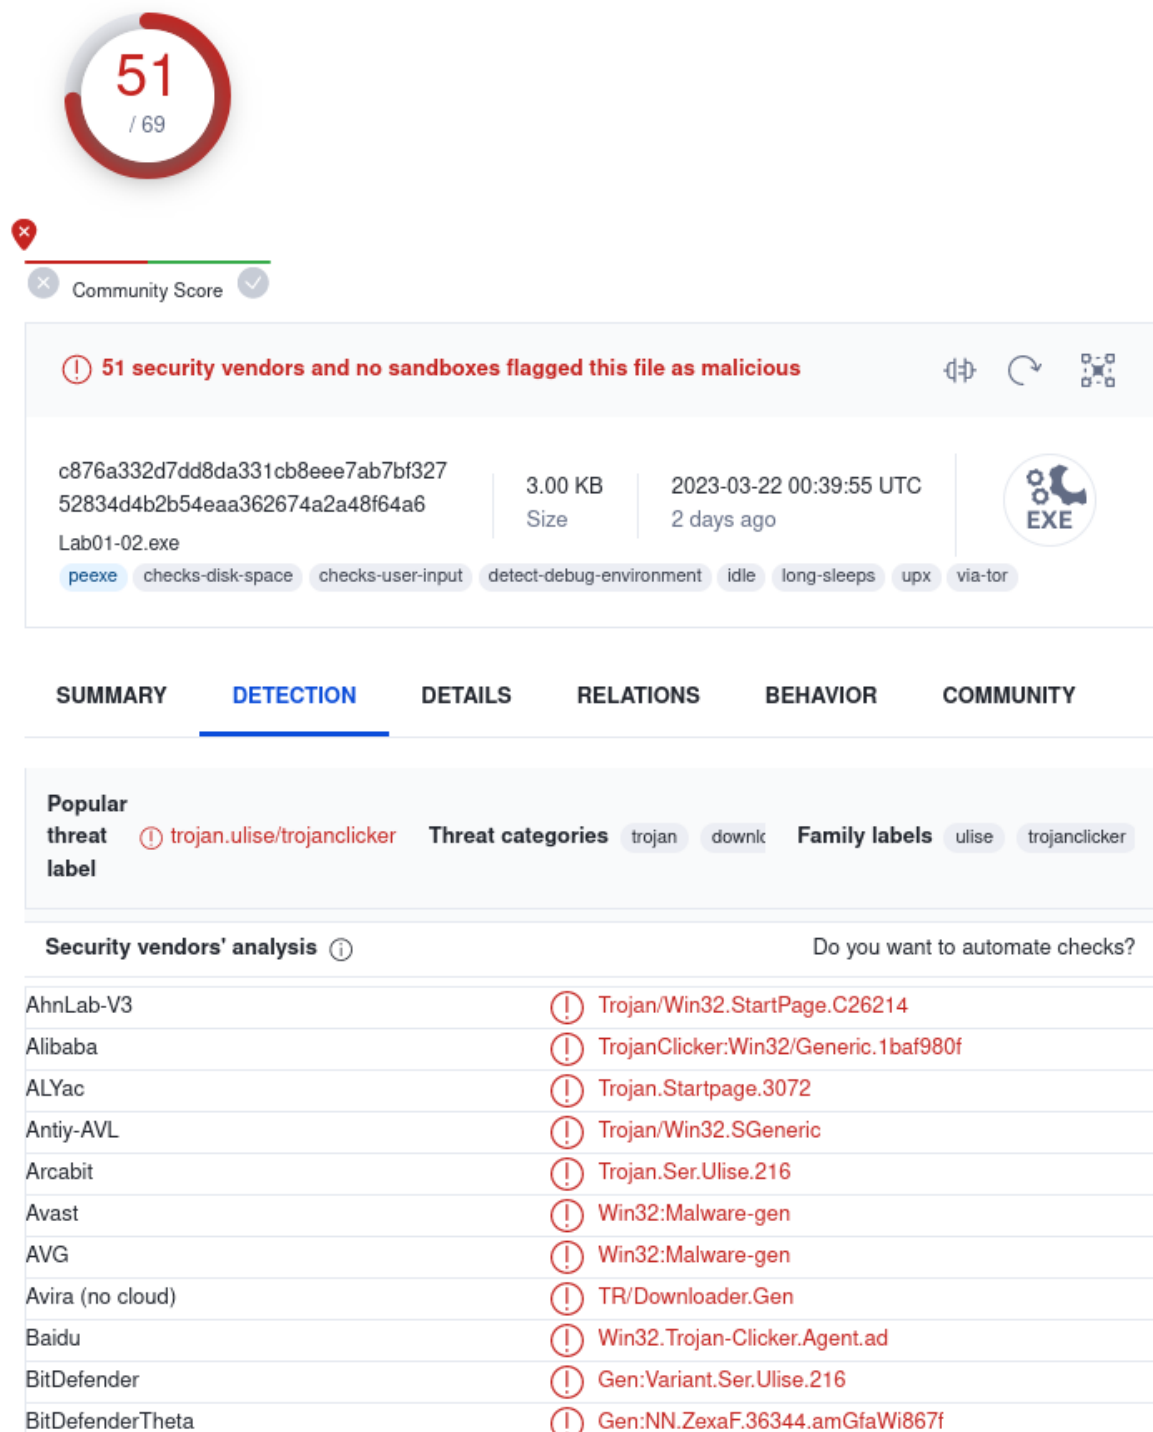 51
/ 69
Community Score
51 security vendors and no sandboxes flagged this file as malicious
c876a332d7dd8da331cb8eee7ab7bf327
52834d4b2b54eaa362674a2a48f64a6
Lab01-02.exe
3.00 KB
Size
2023-03-22 00:39:55 UTC
2 days ago
EXE
peexe checks-disk-space checks-user-input detect-debug-environment idle long-sleeps upx via-tor
SUMMARY DETECTION DETAILS RELATIONS BEHAVIOR COMMUNITY
Popular
threat
label
trojan.ulise/trojanclicker Threat categories trojan Family labels ulise trojanclicker
Security vendors' analysis Do you want to automate checks?
AhnLab-V3 Trojan/Win32.StartPage.C26214
Alibaba TrojanClicker:Win32/Generic.1baf980f
ALYac Trojan.Startpage.3072
Antiy-AVL Trojan/Win32.SGeneric
Arcabit Trojan.Ser.Ulise.216
Avast Win32:Malware-gen
AVG Win32:Malware-gen
Avira (no cloud) TR/Downloader.Gen
Baidu Win32.Trojan-Clicker.Agent.ad
BitDefender Gen:Variant.Ser.Ulise.216
BitDefenderTheta Gen:NN.ZexaF.36344.amGfaWi867f